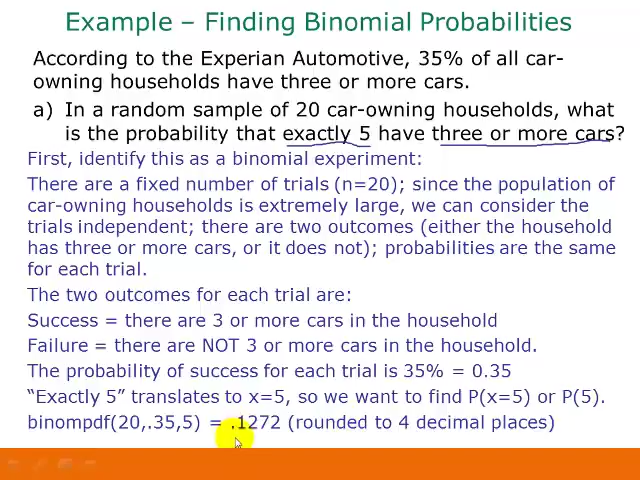 Example – Finding Binomial Probabilities
According to the Experian Automotive, 35% of all car-
owning households have three or more cars.
a) In a random sample of 20 car-owning households, what
is the probability that exactly 5 have three or more cars?
First, identify this as a binomial experiment:
There are a fixed number of trials (n=20); since the population of
car-owning households is extremely large, we can consider the
trials independent; there are two outcomes (either the household
has three or more cars, or it does not); probabilities are the same
for each trial.
The two outcomes for each trial are:
Success = there are 3 or more cars in the household
Failure = there are NOT 3 or more cars in the household.
The probability of success for each trial is 35% = 0.35
“Exactly 5” translates to x=5, so we want to find P(x=5) or P(5).
binompdf(20,.35,5) = .1272 (rounded to 4 decimal places)